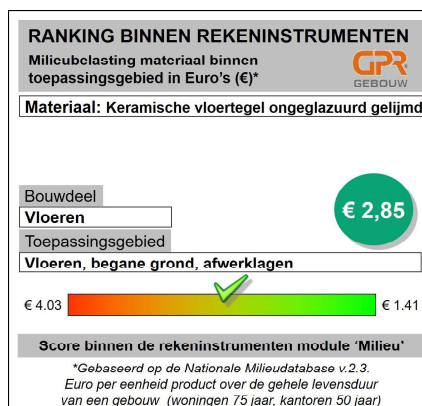 RANKING BINNEN REKENINSTRUMENTEN
Milieubelasting materiaal binnen
toepassingsgebied in Euro's (€)*
GPR
GEBOUW
Materiaal: Keramische vloertegel ongeglazuurd gelijmd
Bouwdeel
Vloeren
€ 2,85
Toepassingsgebied
Vloeren, begane grond, afwerklagen
€ 4.03
€ 1.41
Score binnen de rekeninstrumenten module 'Milieu'
*Gebaseerd op de Nationale Milieudatabase v.2.3.
Euro per eenheid product over de gehele levensduur
van een gebouw (woningen 75 jaar, kantoren 50 jaar)